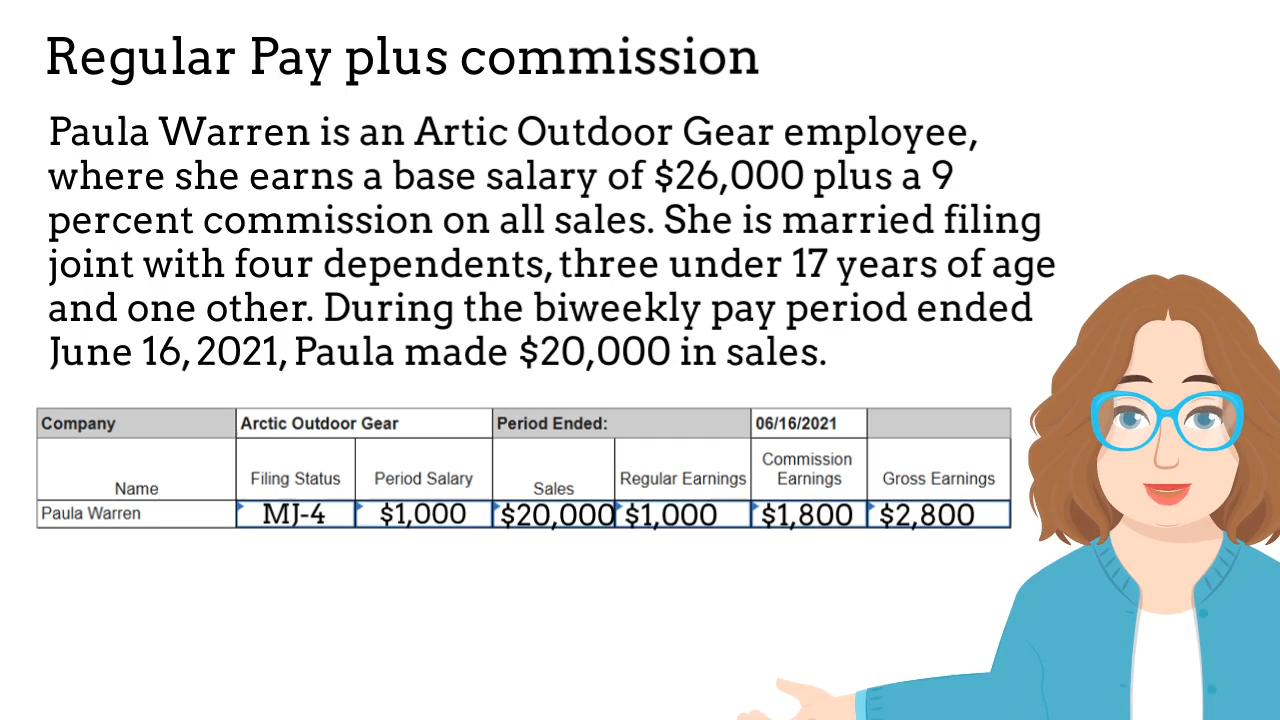 Regular Pay plus commission
Paula Warren is an Artic Outdoor Gear employee,
where she earns a base salary of $26,000 plus a 9
percent commission on all sales. She is married filing
joint with four dependents, three under 17 years of age
and one other. During the biweekly pay period ended
June 16, 2021, Paula made $20,000 in sales.
Company Arctic Outdoor Gear Period Ended: 06/16/2021
Name Filing Status Period Salary Sales Regular Earnings Commission Earnings Gross Earnings
Paula Warren MJ-4 $1,000 $20,000 $1,000 $1,800 $2,800